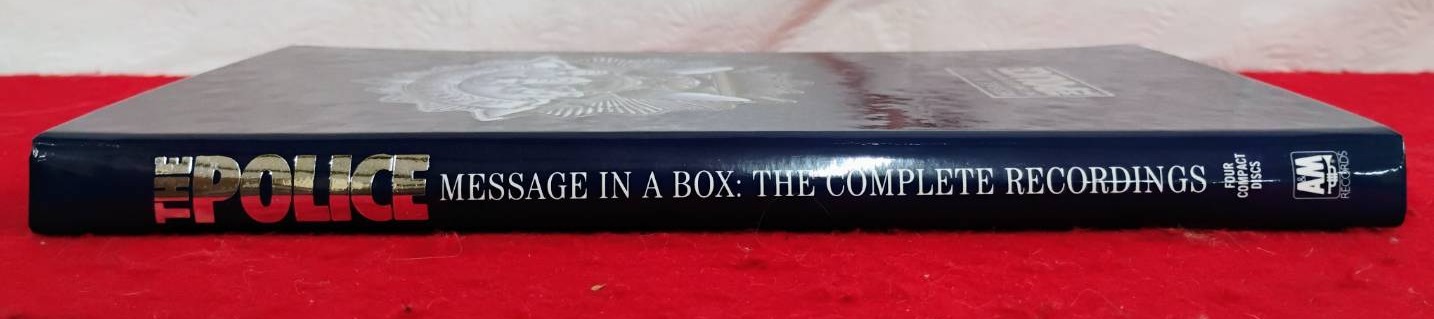 THE POLICE MESSAGE IN A BOX: THE COMPLETE RECORDINGS
FOUR
COMPACT
DISCS
A&M
RECORDS